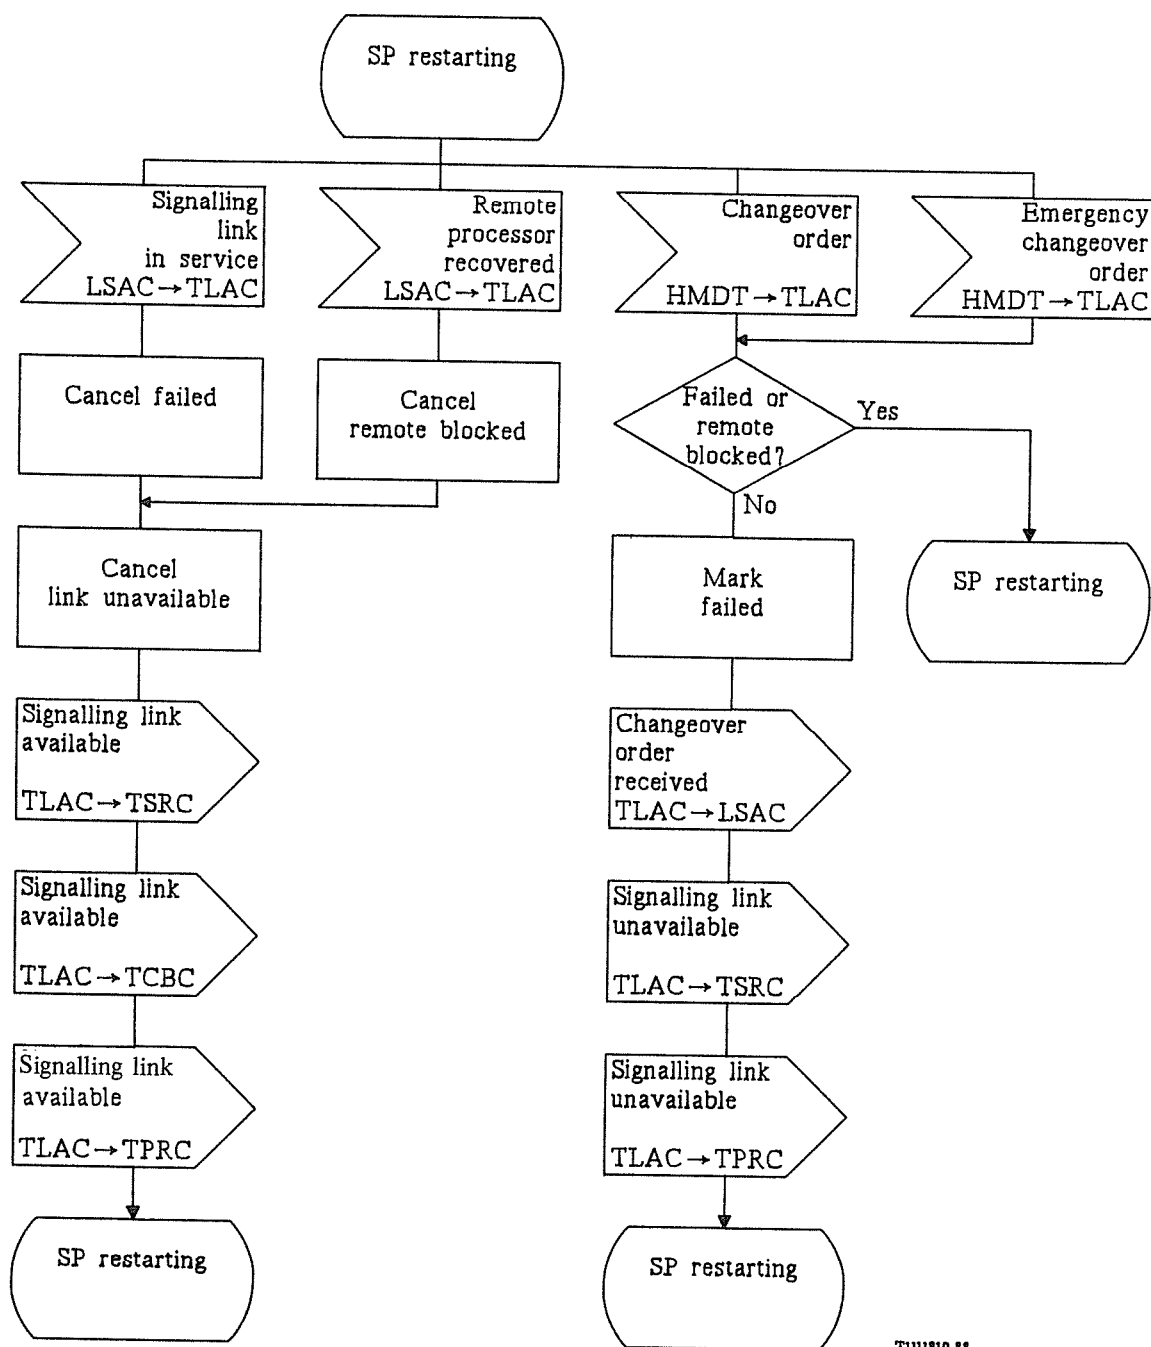 SP restarting
Signalling
link
in service
LSAC→TLAC
Remote
processor
recovered
LSAC→TLAC
Changeover
order
HMDT→TLAC
Emergency
changeover
order
HMDT→TLAC
Cancel failed
Cancel
remote blocked
Failed or
remote
blocked?
Yes
No
Cancel
link unavailable
Mark
failed
SP restarting
Signalling link
available
TLAC→TSRC
Changeover
order
received
TLAC→LSAC
Signalling link
available
TLAC→TCBC
Signalling link
unavailable
TLAC→TSRC
Signalling link
available
TLAC→TPRC
Signalling link
unavailable
TLAC→TPRC
SP restarting
SP restarting